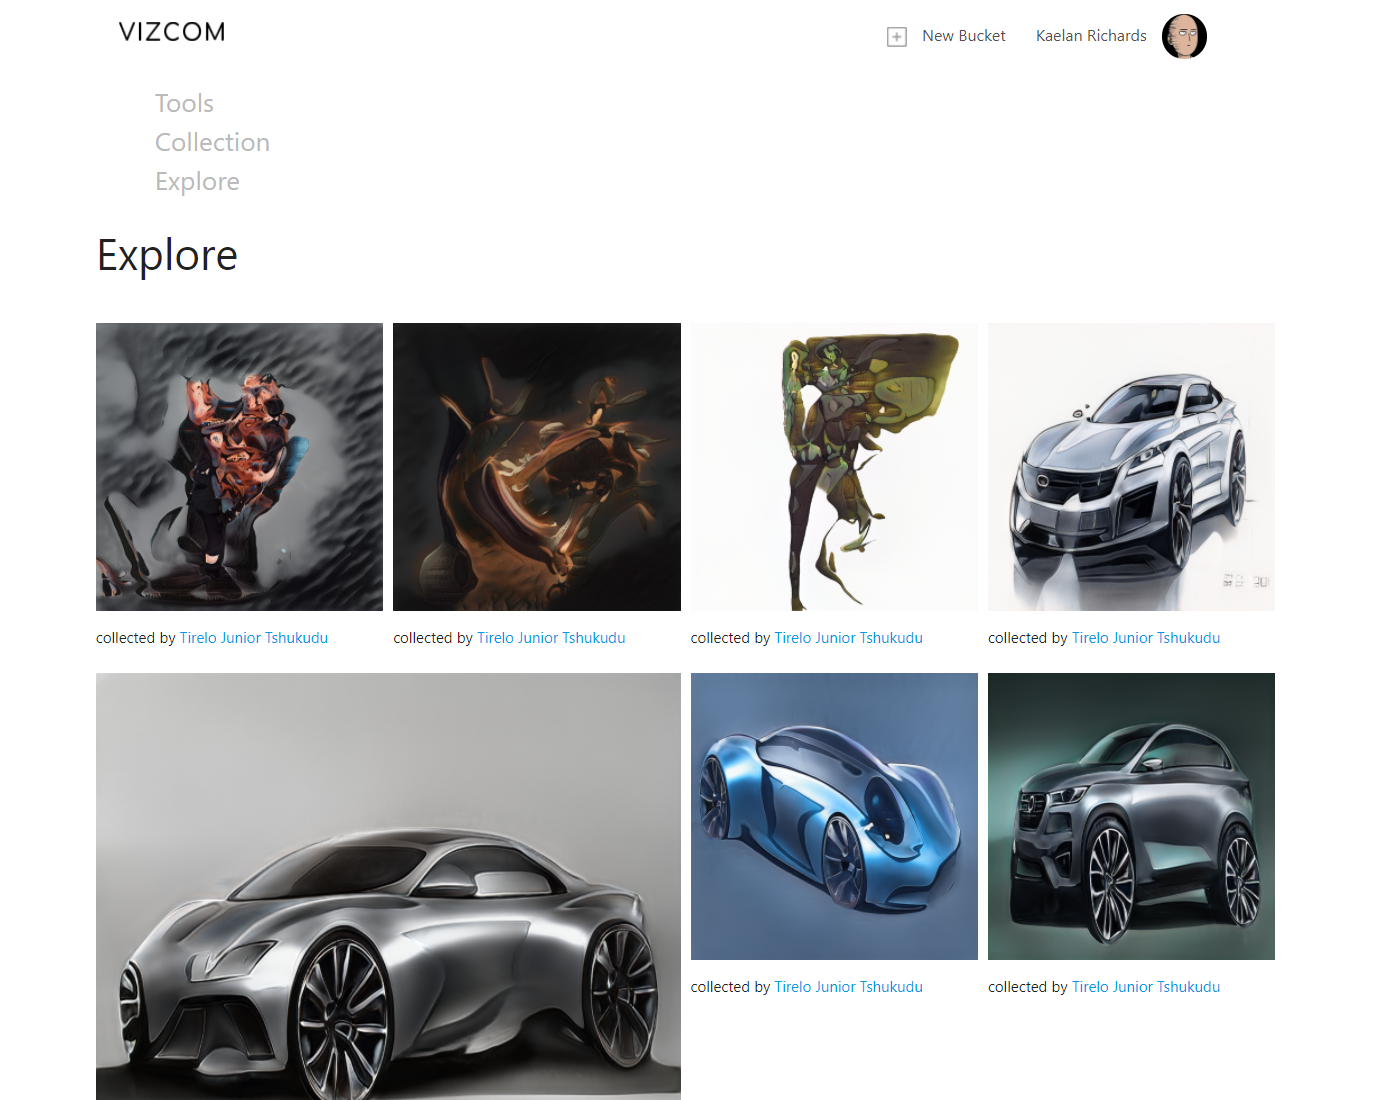 VIZCOM
New Bucket
Kaelan Richards
Tools
Collection
Explore
Explore
collected by Tirelo Junior Tshukudu
collected by Tirelo Junior Tshukudu
collected by Tirelo Junior Tshukudu
collected by Tirelo Junior Tshukudu
collected by Tirelo Junior Tshukudu
collected by Tirelo Junior Tshukudu